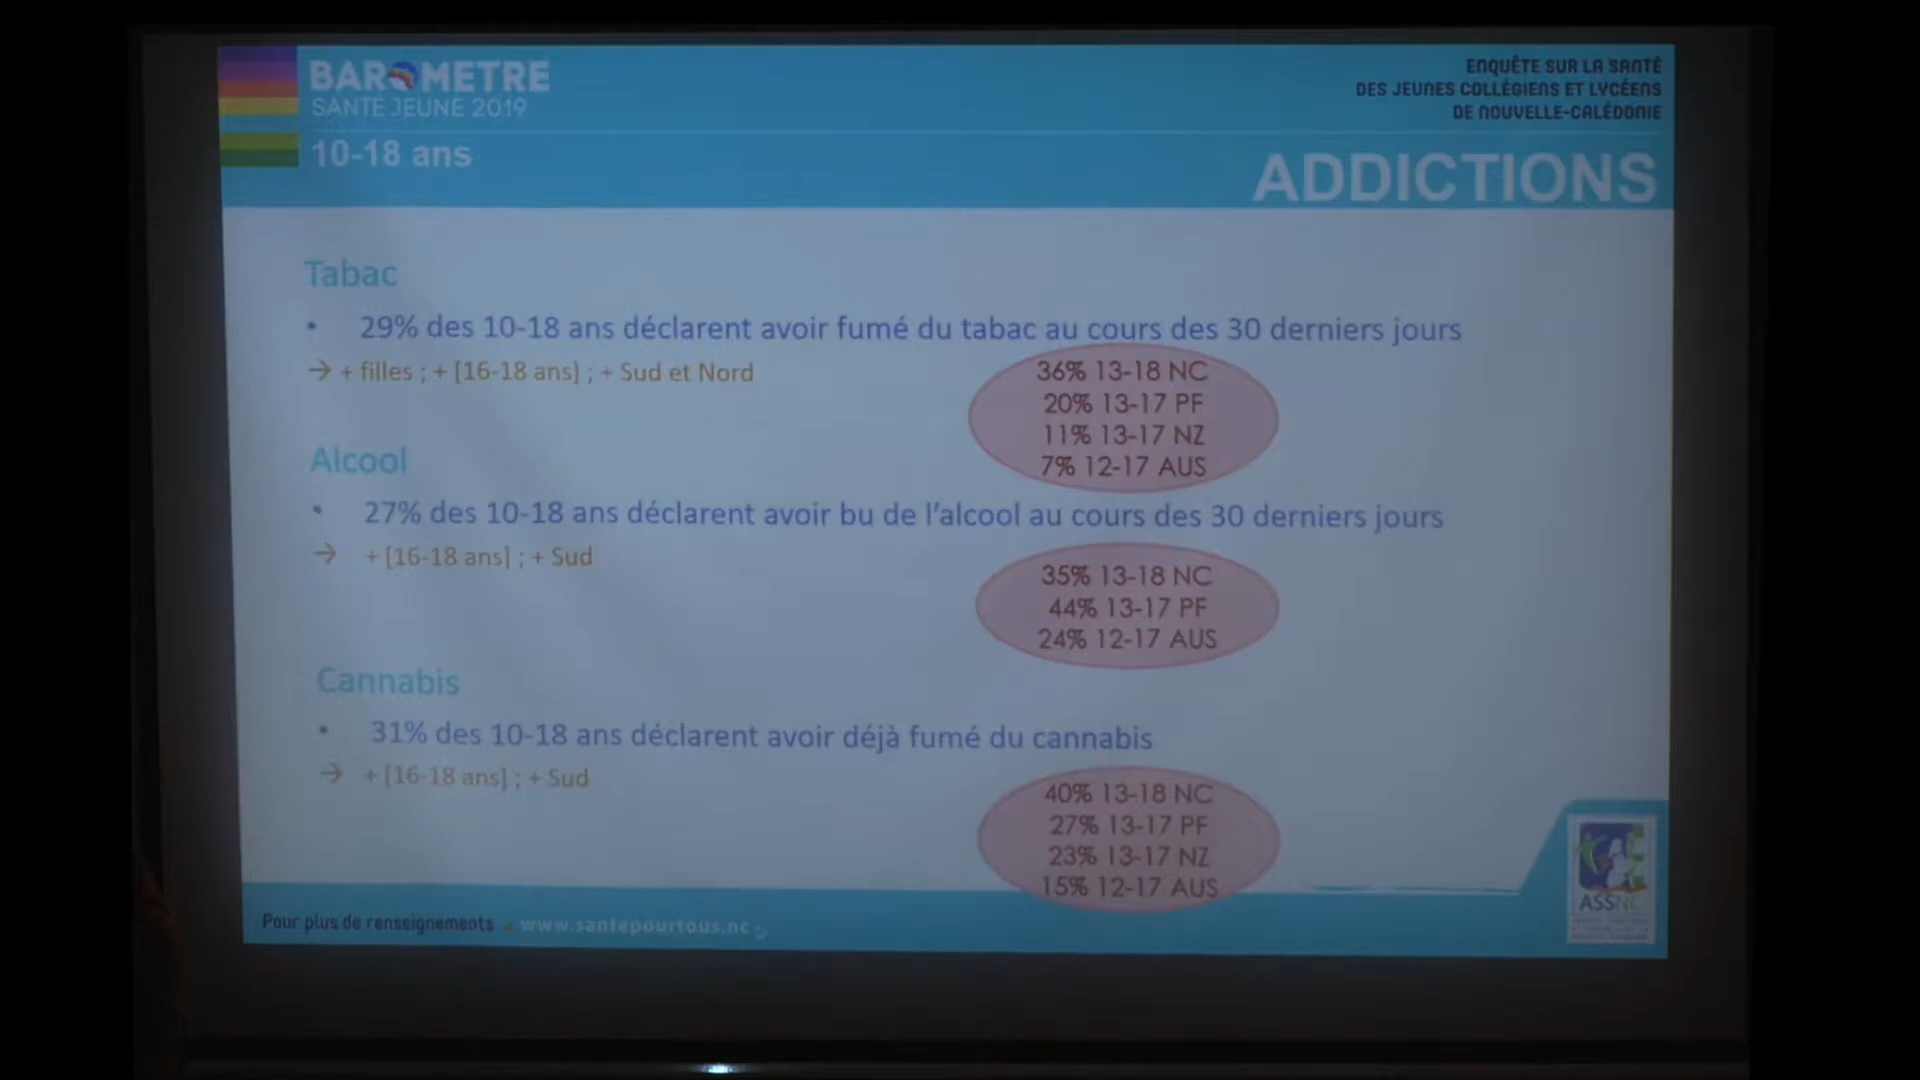 BAROMETRE
SANTÉ JEUNE 2019
10-18 ans
ENQUÊTE SUR LA SANTÉ
DES JEUNES COLLÉGIENS ET LYCÉENS
DE NOUVELLE-CALÉDONIE
ADDICTIONS
Tabac
• 29% des 10-18 ans déclarent avoir fumé du tabac au cours des 30 derniers jours
→ + filles ; + [16-18 ans] ; + Sud et Nord
36% 13-18 NC
20% 13-17 PF
11% 13-17 NZ
7% 12-17 AUS
Alcool
• 27% des 10-18 ans déclarent avoir bu de l'alcool au cours des 30 derniers jours
→ + [16-18 ans] ; + Sud
35% 13-18 NC
44% 13-17 PF
24% 12-17 AUS
Cannabis
• 31% des 10-18 ans déclarent avoir déjà fumé du cannabis
→ + [16-18 ans] ; + Sud
40% 13-18 NC
27% 13-17 PF
23% 13-17 NZ
15% 12-17 AUS
Pour plus de renseignements
www.santepourtous.nc
ASSNC